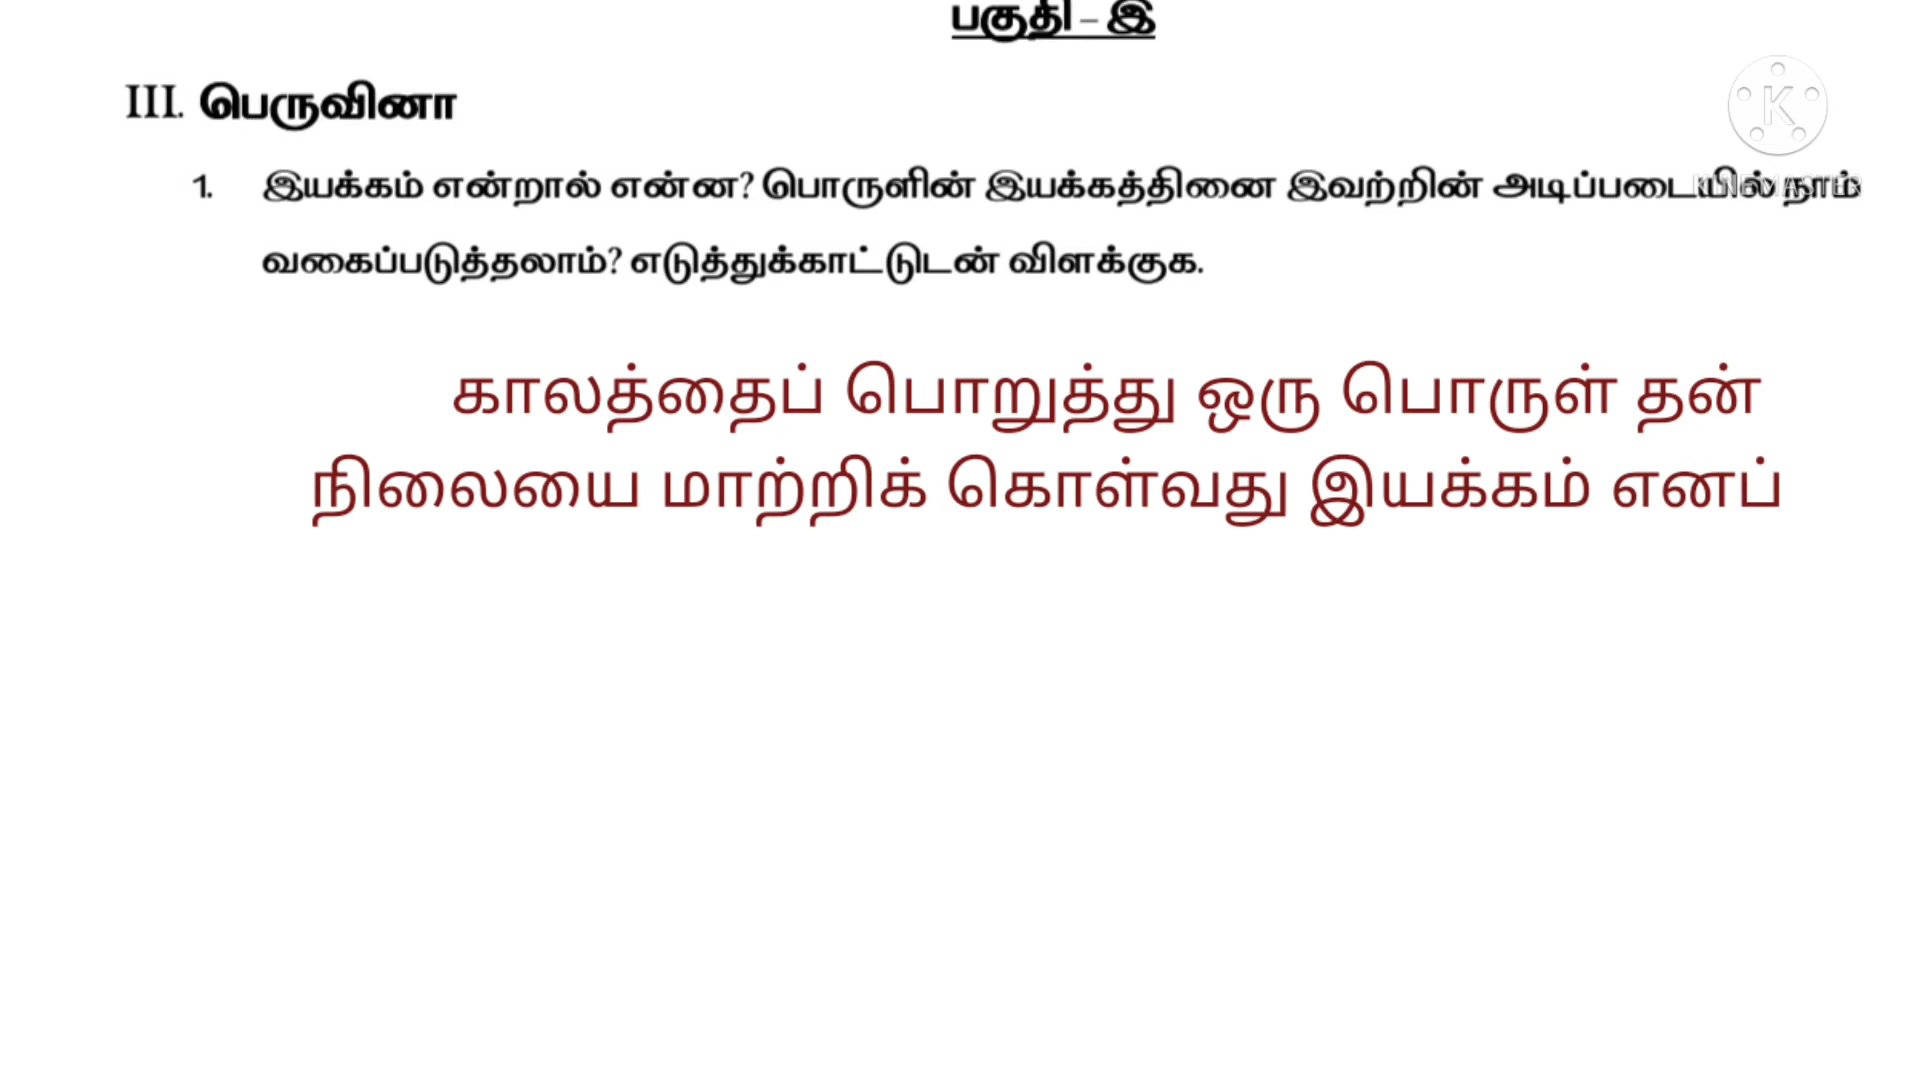 பகுதி – இ
III. பெருவினா
1. இயக்கம் என்றால் என்ன? பொருளின் இயக்கத்தினை இவற்றின் அடிப்படையில் நாம்
வகைப்படுத்தலாம்? எடுத்துக்காட்டுடன் விளக்குக.
காலத்தைப் பொறுத்து ஒரு பொருள் தன்
நிலையை மாற்றிக் கொள்வது இயக்கம் எனப்
K
KINEMASTER